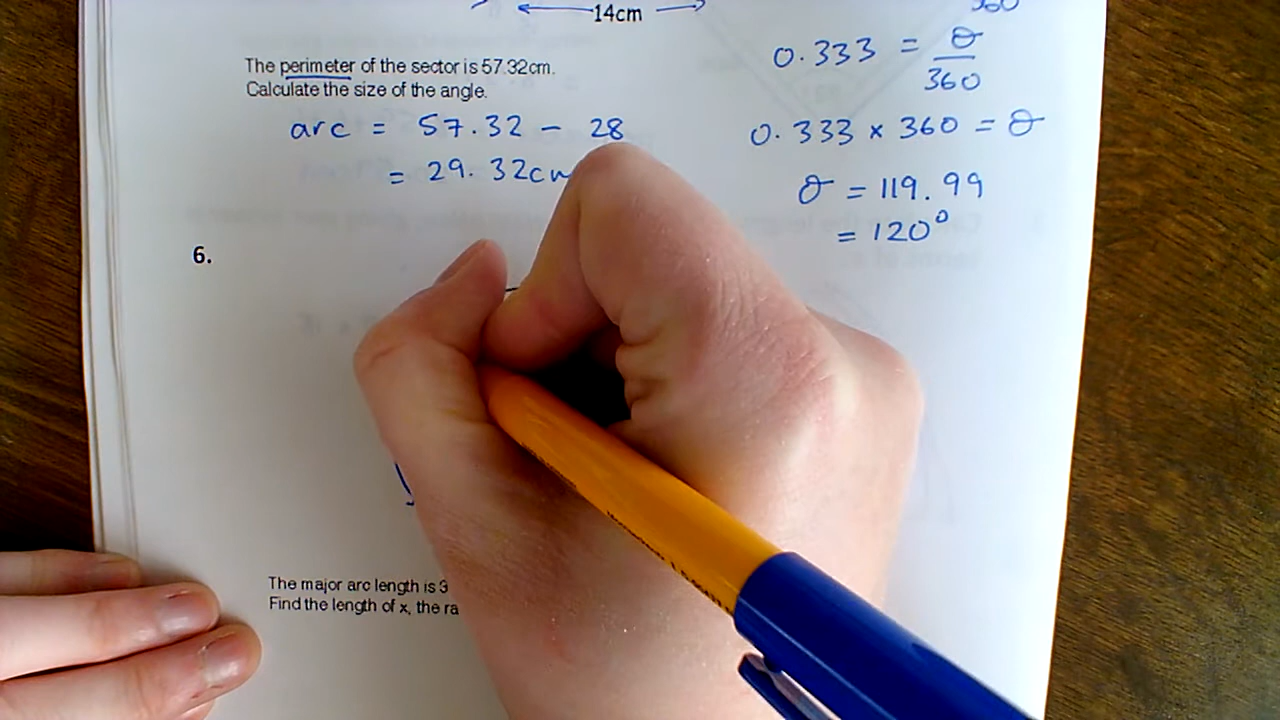 14cm
360
The perimeter of the sector is 57.32cm.
Calculate the size of the angle.
arc = 57.32 - 28
= 29.32cm
0.333 = θ
360
0.333 x 360 = θ
θ = 119.99
= 120°
6.
The major arc length is 3
Find the length of x, the ra